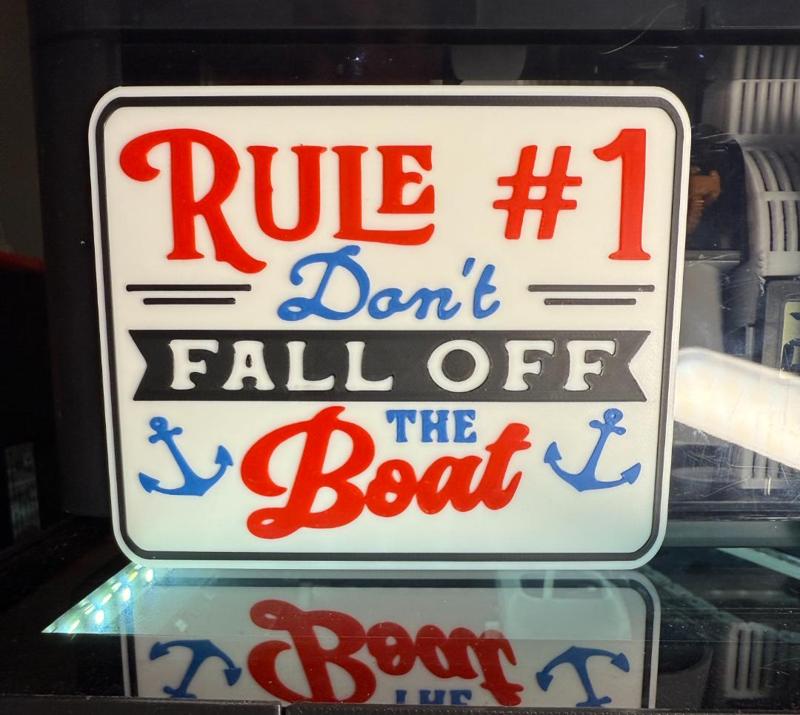 RULE #1
Don't
FALL OFF
THE
Boat